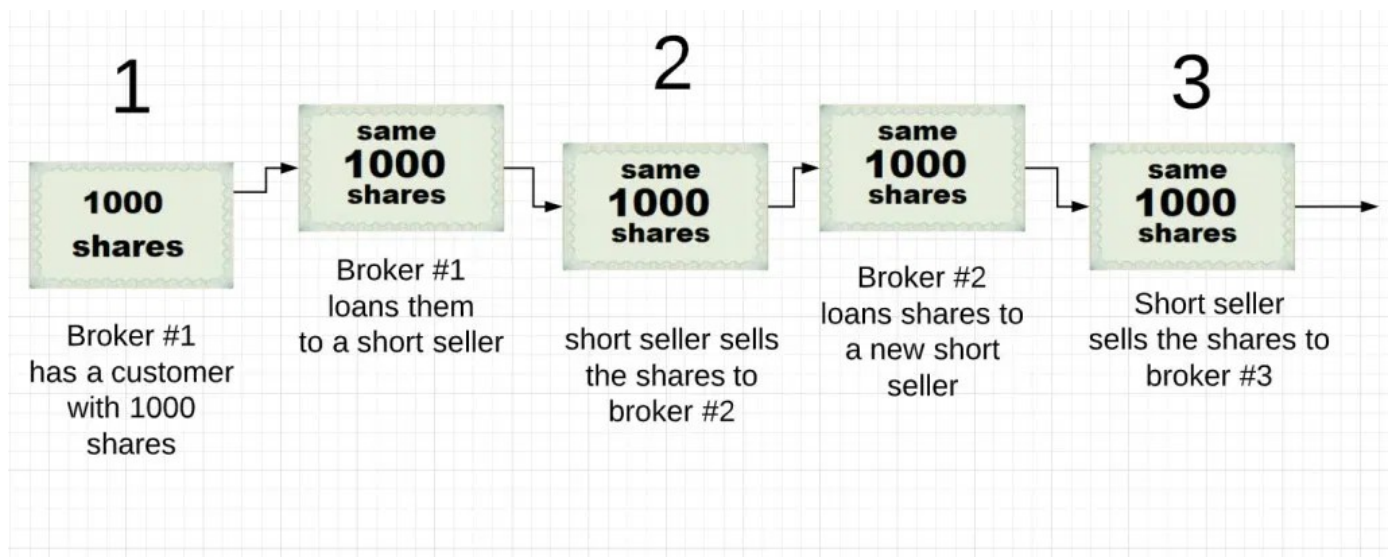 1
1000
shares
Broker #1
has a customer
with 1000
shares
same
1000
shares
Broker #1
loans them
to a short seller
2
same
1000
shares
short seller sells
the shares to
broker #2
same
1000
shares
Broker #2
loans shares to
a new short
seller
3
same
1000
shares
Short seller
sells the shares to
broker #3